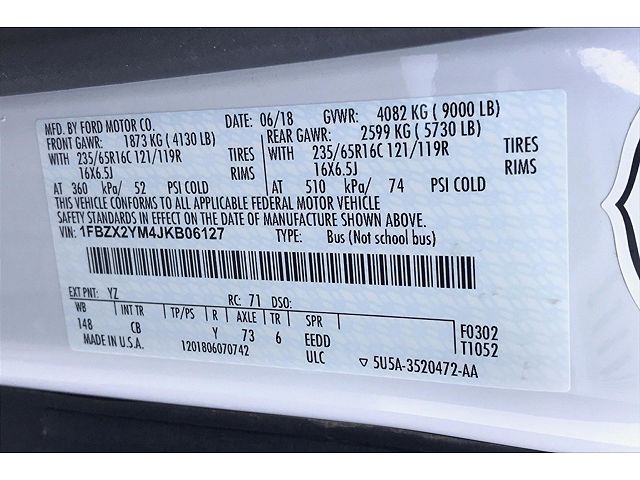 MFD. BY FORD MOTOR CO. DATE: 06/18 GVWR: 4082 KG ( 9000 LB)
FRONT GAWR: 1873 KG ( 4130 LB) REAR GAWR: 2599 KG ( 5730 LB)
WITH 235/65R16C 121/119R TIRES WITH 235/65R16C 121/119R TIRES
16X6.5J RIMS 16X6.5J RIMS
AT 360 kPa/ 52 PSI COLD AT 510 kPa/ 74 PSI COLD
THIS VEHICLE CONFORMS TO ALL APPLICABLE FEDERAL MOTOR VEHICLE
SAFETY STANDARDS IN EFFECT ON THE DATE OF MANUFACTURE SHOWN ABOVE.
VIN: 1FBZX2YM4JKB06127 TYPE: Bus (Not school bus)
EXT PNT: YZ RC: 71 DSO:
WB INT TR TP/PS R AXLE TR SPR
148 CB Y 73 6 EEDD F0302
MADE IN U.S.A. 1201806070742 ULC T1052
▽ 5U5A-3520472-AA